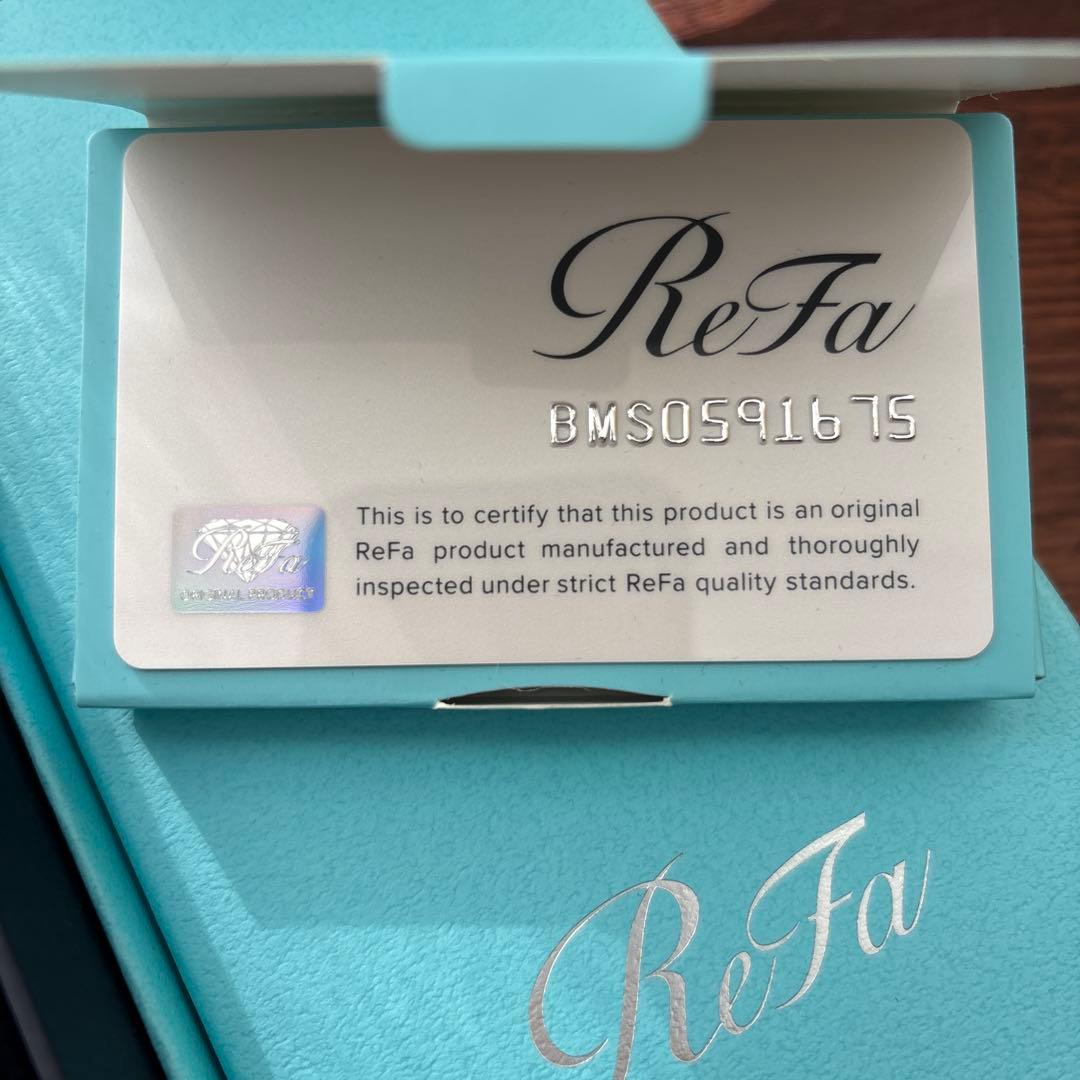 ReFa
BMS0591675
This is to certify that this product is an original
ReFa product manufactured and thoroughly
inspected under strict ReFa quality standards.
ReFa
ORIGINAL PRODUCT
ReFa